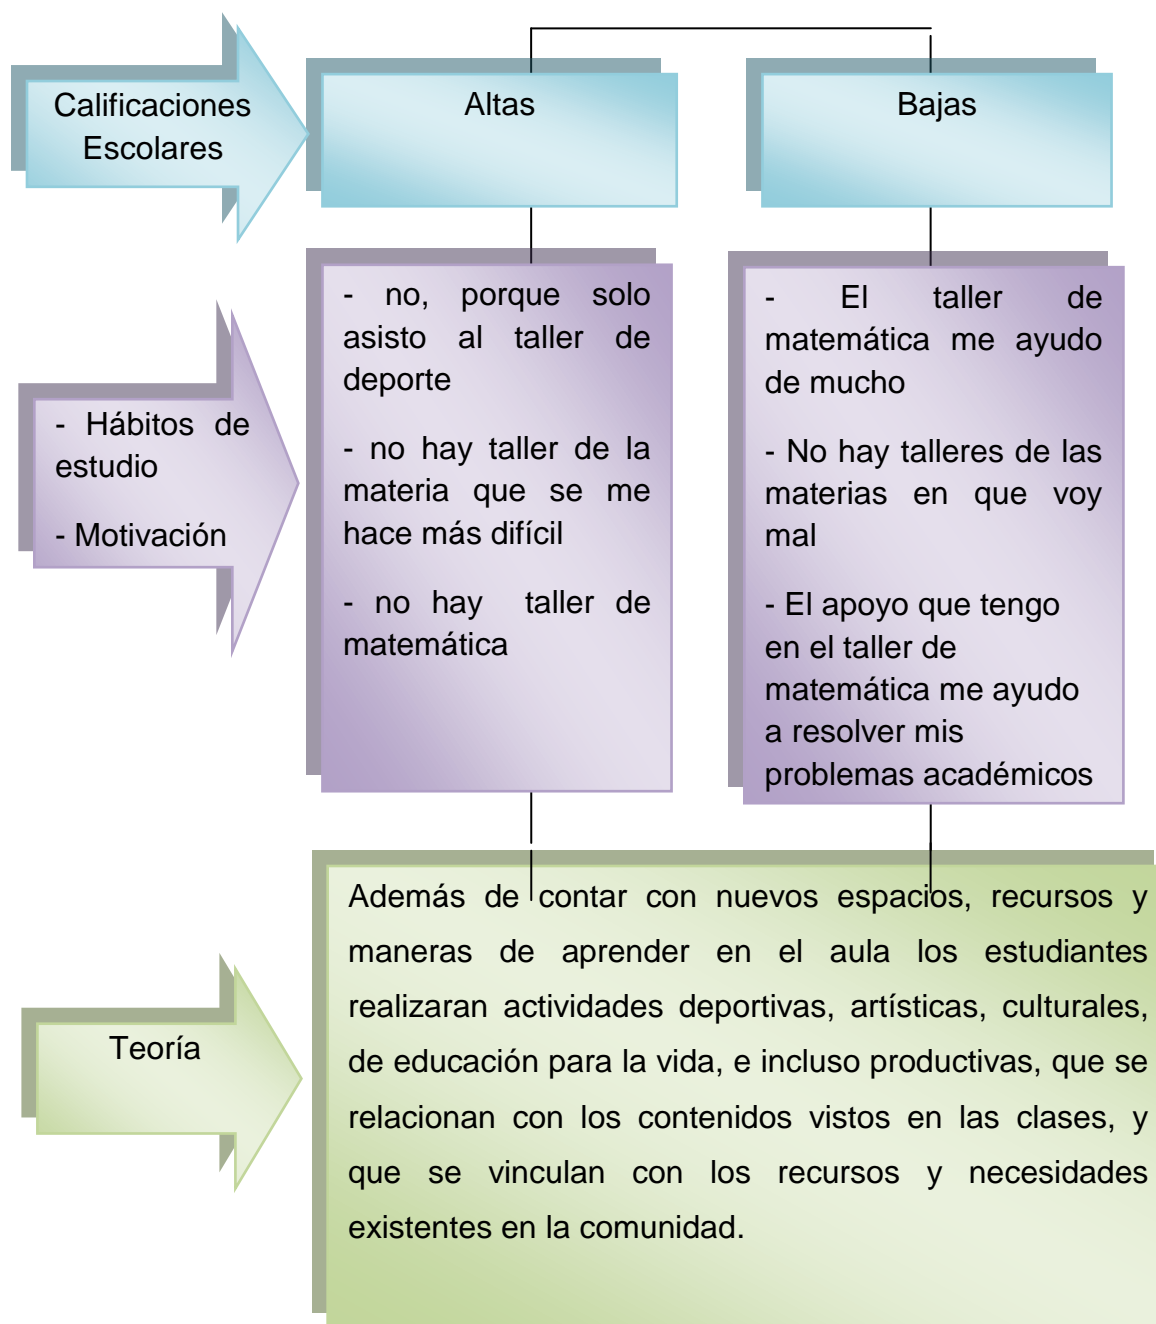 Calificaciones
Escolares
Altas
Bajas
- Hábitos de
estudio
- Motivación
- no, porque solo
asisto al taller de
deporte
- no hay taller de la
materia que se me
hace más difícil
- no hay taller de
matemática
- El taller de
matemática me ayudo
de mucho
- No hay talleres de las
materias en que voy
mal
- El apoyo que tengo
en el taller de
matemática me ayudo
a resolver mis
problemas académicos
Teoría
Además de contar con nuevos espacios, recursos y
maneras de aprender en el aula los estudiantes
realizaran actividades deportivas, artísticas, culturales,
de educación para la vida, e incluso productivas, que se
relacionan con los contenidos vistos en las clases, y
que se vinculan con los recursos y necesidades
existentes en la comunidad.